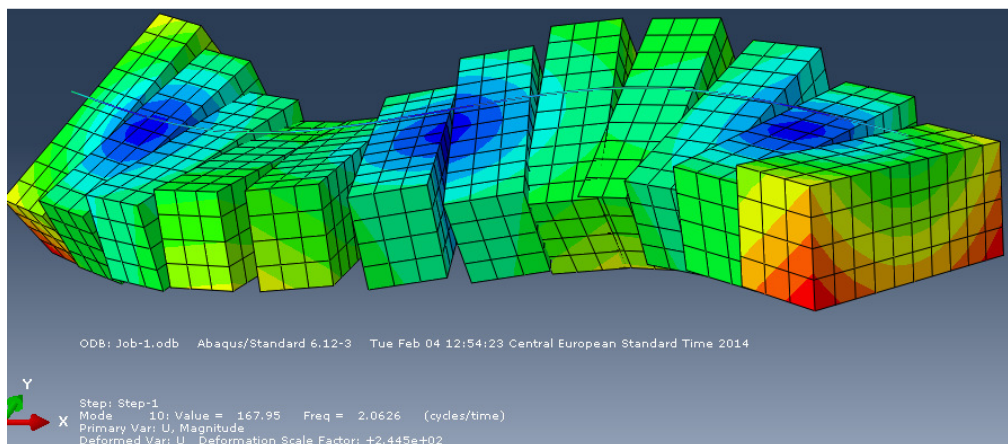 ODB: Job-1.odb    Abaqus/Standard 6.12-3    Tue Feb 04 12:54:23 Central European Standard Time 2014
Y
X
Step: Step-1
Mode       10: Value =   167.95    Freq =   2.0626    (cycles/time)
Primary Var: U, Magnitude
Deformed Var: U   Deformation Scale Factor: +2.445e+02